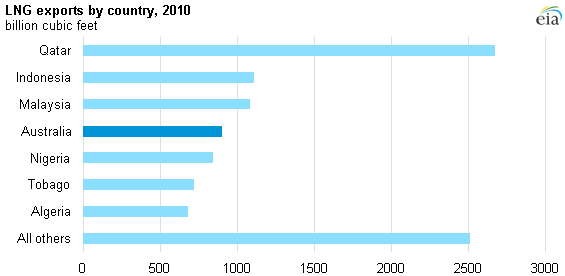 LNG exports by country, 2010
billion cubic feet
eia
Qatar
Indonesia
Malaysia
Australia
Nigeria
Tobago
Algeria
All others
0 500 1000 1500 2000 2500 3000